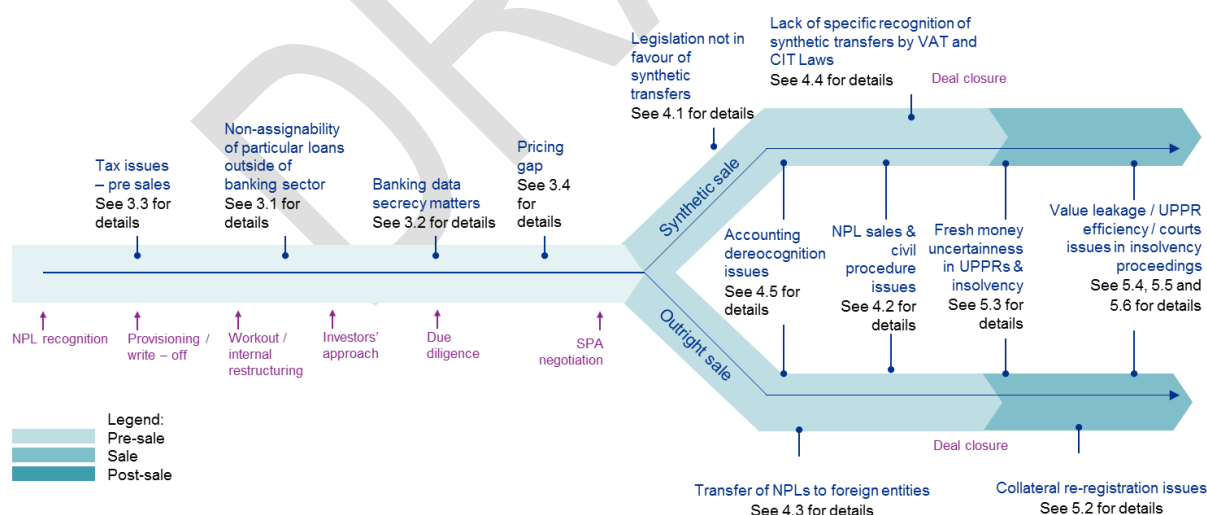 DR
Tax issues
– pre sales
See 3.3 for
details
Non-assignability
of particular loans
outside of
banking sector
See 3.1 for
details
Banking data
secrecy matters
See 3.2 for details
Pricing
gap
See 3.4
for
details
Legislation not in
favour of
synthetic
transfers
See 4.1 for details
Lack of specific recognition of
synthetic transfers by VAT and
CIT Laws
See 4.4 for details
Deal closure
Synthetic sale
Outright sale
Accounting
dereocognition
issues
See 4.5 for
details
NPL sales &
civil
procedure
issues
See 4.2 for
details
Fresh money
uncertainness
in UPPRs &
insolvency
See 5.3 for
details
Value leakage / UPPR
efficiency / courts
issues in insolvency
proceedings
See 5.4, 5.5 and
5.6 for details
NPL recognition
Provisioning /
write – off
Workout /
internal
restructuring
Investors'
approach
Due
diligence
SPA
negotiation
Deal closure
Transfer of NPLs to foreign entities
See 4.3 for details
Collateral re-registration issues
See 5.2 for details
Legend:
Pre-sale
Sale
Post-sale